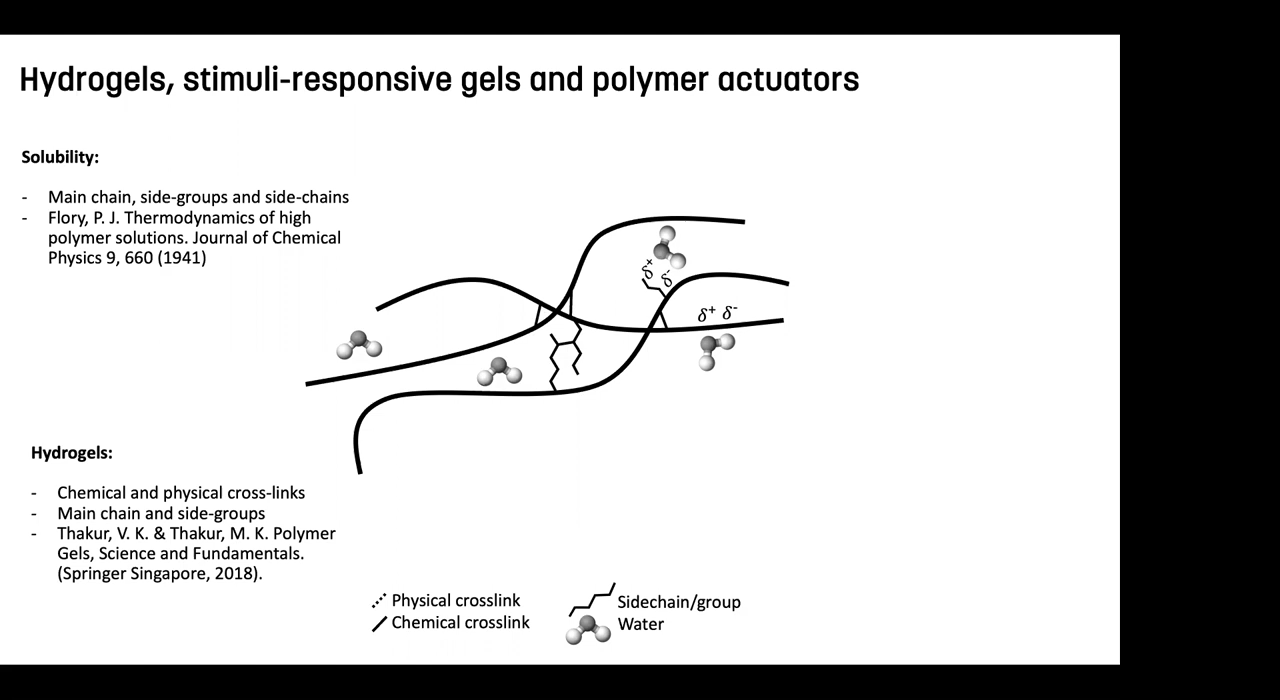 Hydrogels, stimuli-responsive gels and polymer actuators
Solubility:
- Main chain, side-groups and side-chains
- Flory, P. J. Thermodynamics of high
polymer solutions. Journal of Chemical
Physics 9, 660 (1941)
δ+ δ-
δ+ δ-
Hydrogels:
- Chemical and physical cross-links
- Main chain and side-groups
- Thakur, V. K. & Thakur, M. K. Polymer
Gels, Science and Fundamentals.
(Springer Singapore, 2018).
Physical crosslink
Chemical crosslink
Sidechain/group
Water